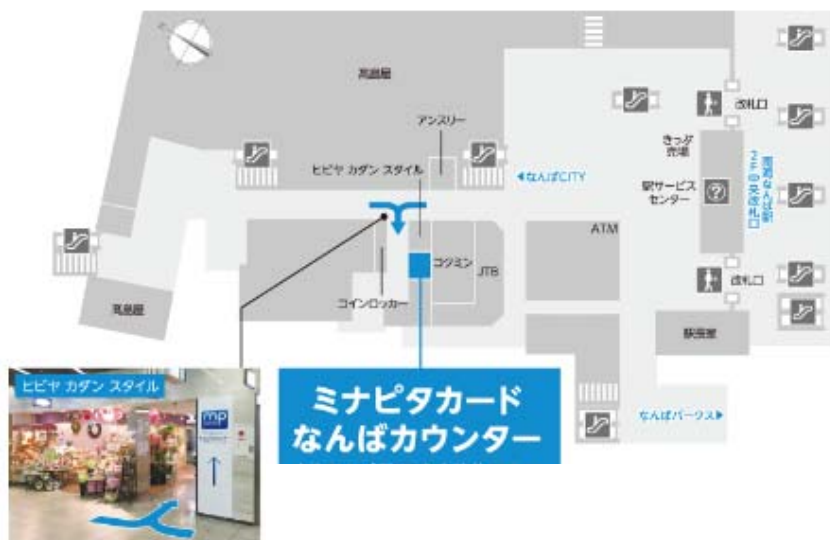 高島屋
アンスリー
ヒビヤ カダン スタイル
◀なんばCITY
改札口
きっぷ
売場
駅サービス
センター
南海なんば駅
2F中央改札口
ATM
コクミン
JTB
コインロッカー
高島屋
改札口
駅長室
なんばパークス▶
ヒビヤ カダン スタイル
mp
ミナピタカード
なんばカウンター